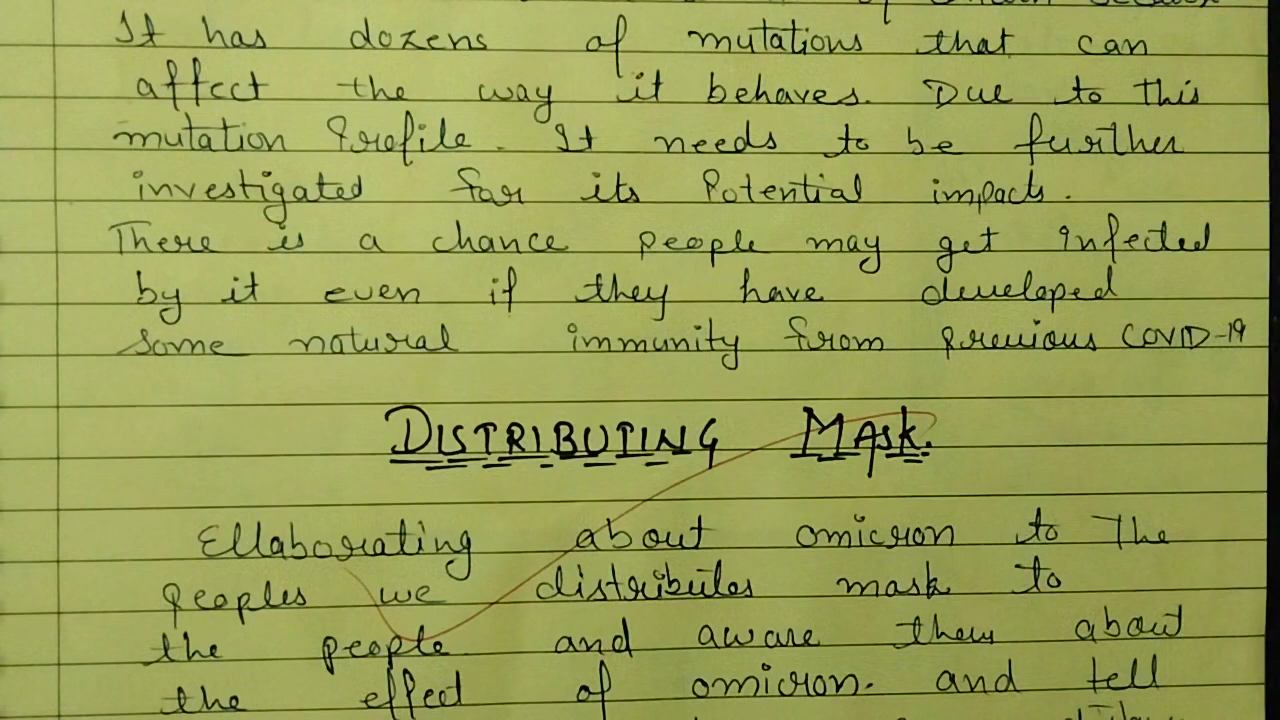 It has dozens of mutations that can
affect the way it behaves. Due to this
mutation Profile. It needs to be further
investigated for its Potential impacts.
There is a chance people may get infected
by it even if they have developed
some natural immunity from previous COVID-19
DISTRIBUTING MASK.
Ellaborating about omicron to the
peoples we distributes mask to
the people and aware them about
the effect of omicron. and tell